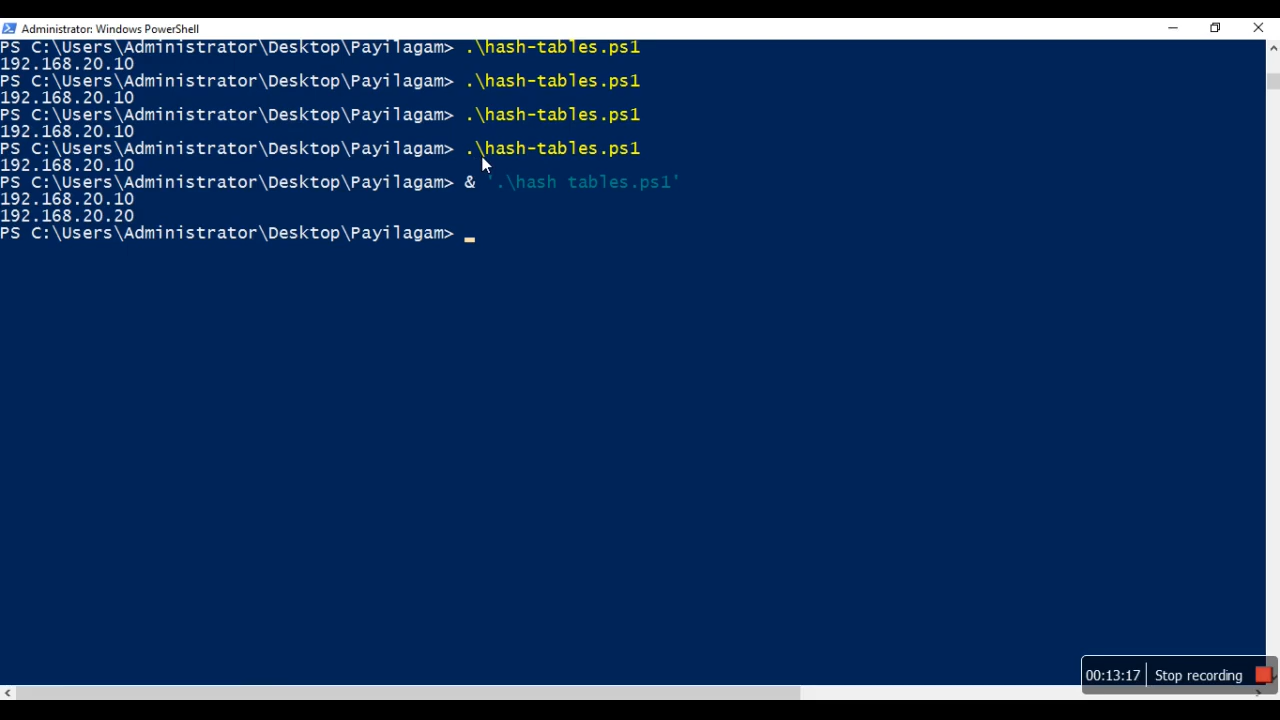 Administrator: Windows PowerShell
PS C:\Users\Administrator\Desktop\Payilagam> .\hash-tables.ps1
192.168.20.10
PS C:\Users\Administrator\Desktop\Payilagam> .\hash-tables.ps1
192.168.20.10
PS C:\Users\Administrator\Desktop\Payilagam> .\hash-tables.ps1
192.168.20.10
PS C:\Users\Administrator\Desktop\Payilagam> .\hash-tables.ps1
192.168.20.10
PS C:\Users\Administrator\Desktop\Payilagam> & '.\hash tables.ps1'
192.168.20.10
192.168.20.20
PS C:\Users\Administrator\Desktop\Payilagam>
00:13:17 Stop recording